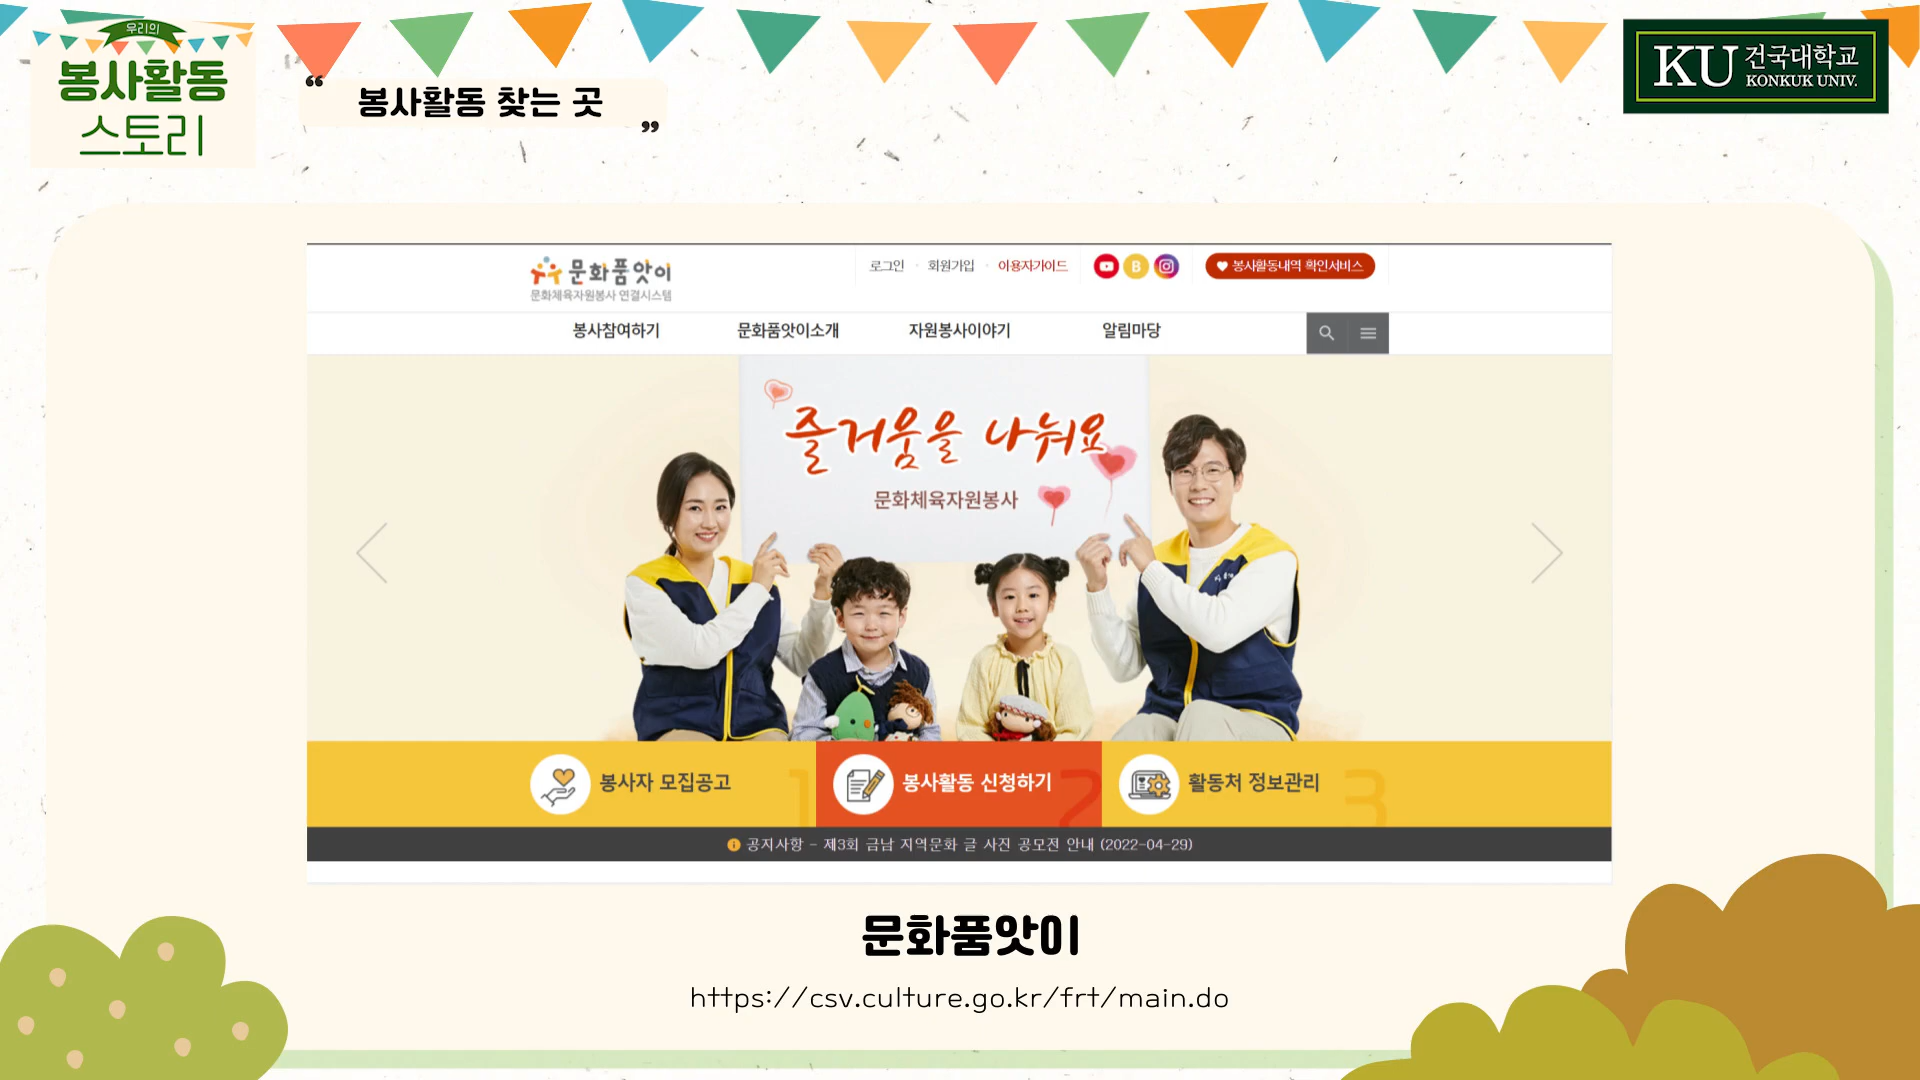 우리의
봉사활동
스토리
“ 봉사활동 찾는 곳 ”
KU 건국대학교
KONKUK UNIV.
문화품앗이
문화체육자원봉사 연결시스템
로그인 · 회원가입 · 이용자가이드
B
봉사활동내역 확인서비스
봉사참여하기 문화품앗이소개 자원봉사이야기 알림마당
즐거움을 나눠요
문화체육자원봉사
봉사자 모집공고 1
봉사활동 신청하기 2
활동처 정보관리 3
공지사항 - 제3회 금남 지역문화 글 사진 공모전 안내 (2022-04-29)
문화품앗이
https://csv.culture.go.kr/frt/main.do